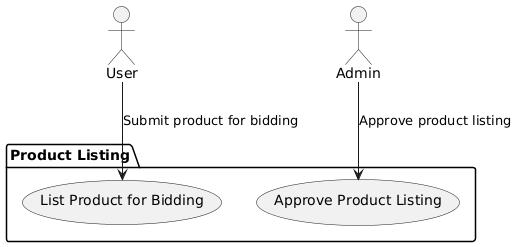 User
Admin
Submit product for bidding
Approve product listing
Product Listing
List Product for Bidding
Approve Product Listing